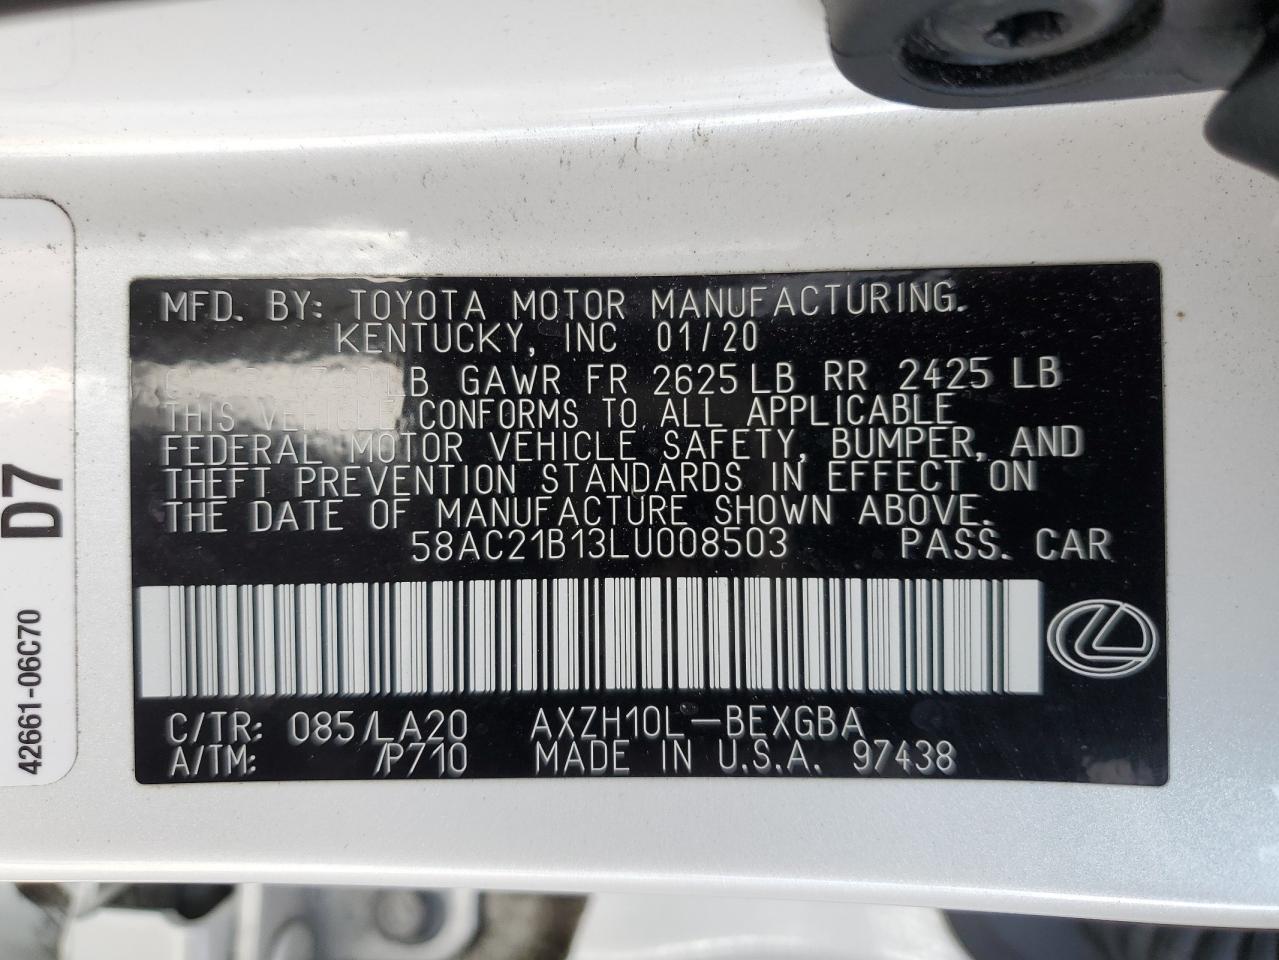 MFD. BY: TOYOTA MOTOR MANUFACTURING.
KENTUCKY, INC 01/20
LB GAWR FR 2625 LB RR 2425 LB
THIS VEHICLE CONFORMS TO ALL APPLICABLE
FEDERAL MOTOR VEHICLE SAFETY, BUMPER, AND
THEFT PREVENTION STANDARDS IN EFFECT ON
THE DATE OF MANUFACTURE SHOWN ABOVE.
58AC21B13LU008503 PASS. CAR
C/TR: 085/LA20 AXZH10L-BEXGBA
A/TM: /P710 MADE IN U.S.A. 97438
D7
42661-06C70